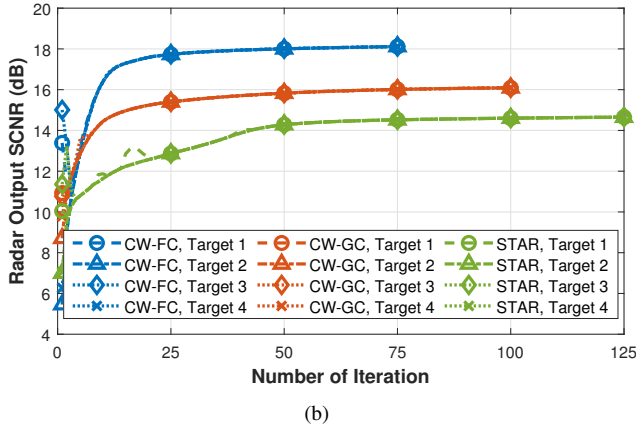 18
16
14
12
10
8
6
4
Radar Output SCNR (dB)
CW-FC, Target 1 CW-GC, Target 1 STAR, Target 1
CW-FC, Target 2 CW-GC, Target 2 STAR, Target 2
CW-FC, Target 3 CW-GC, Target 3 STAR, Target 3
CW-FC, Target 4 CW-GC, Target 4 STAR, Target 4
0 25 50 75 100 125
Number of Iteration
(b)